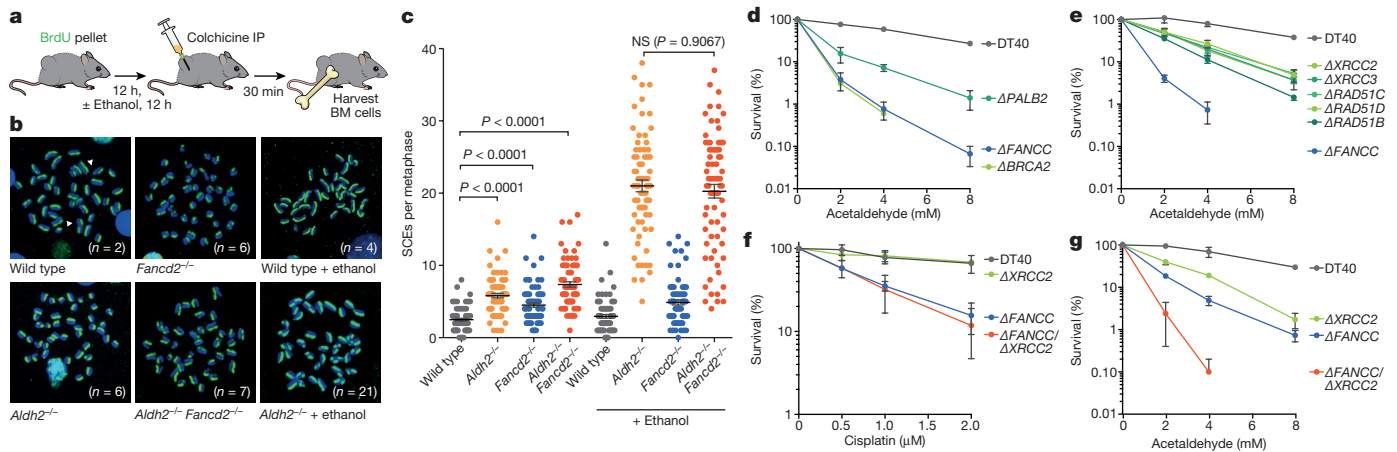 a
BrdU pellet
Colchicine IP
12 h,
± Ethanol, 12 h
30 min
Harvest
BM cells
b
(n = 2)
(n = 6)
(n = 4)
Wild type
Fancd2–/–
Wild type + ethanol
(n = 6)
(n = 7)
(n = 21)
Aldh2–/–
Aldh2–/– Fancd2–/–
Aldh2–/– + ethanol
c
SCEs per metaphase
40
35
30
25
20
15
10
5
0
NS (P = 0.9067)
P < 0.0001
P < 0.0001
P < 0.0001
Wild type
Aldh2–/–
Fancd2–/–
Aldh2–/–
Fancd2–/–
Wild type
Aldh2–/–
Fancd2–/–
Aldh2–/–
Fancd2–/–
+ Ethanol
d
Survival (%)
100
10
1
0.1
0.01
DT40
ΔPALB2
ΔFANCC
ΔBRCA2
0 2 4 6 8
Acetaldehyde (mM)
e
Survival (%)
100
10
1
0.1
0.01
DT40
ΔXRCC2
ΔXRCC3
ΔRAD51C
ΔRAD51D
ΔRAD51B
ΔFANCC
0 2 4 6 8
Acetaldehyde (mM)
f
Survival (%)
100
10
1
DT40
ΔXRCC2
ΔFANCC
ΔFANCC/
ΔXRCC2
0 0.5 1.0 2.0
Cisplatin (μM)
g
Survival (%)
100
10
1
0.1
0.01
DT40
ΔXRCC2
ΔFANCC
ΔFANCC/
ΔXRCC2
0 2 4 6 8
Acetaldehyde (mM)